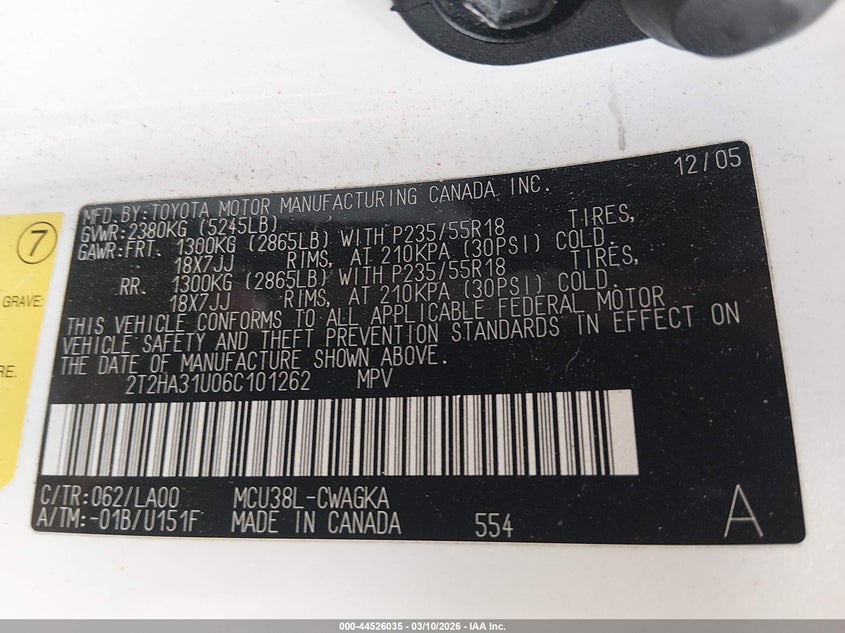 12/05
MFD.BY:TOYOTA MOTOR MANUFACTURING CANADA INC.
GVWR:2380KG (5245LB)
GAWR:FRT. 1300KG (2865LB) WITH P235/55R18 TIRES,
18X7JJ RIMS, AT 210KPA (30PSI) COLD.
RR. 1300KG (2865LB) WITH P235/55R18 TIRES,
18X7JJ RIMS, AT 210KPA (30PSI) COLD.
THIS VEHICLE CONFORMS TO ALL APPLICABLE FEDERAL MOTOR
VEHICLE SAFETY AND THEFT PREVENTION STANDARDS IN EFFECT ON
THE DATE OF MANUFACTURE SHOWN ABOVE.
2T2HA31U06C101262 MPV
C/TR:062/LA00 MCU38L-CWAGKA
A/TM:-01B/U151F MADE IN CANADA 554 A
7
GRAVE:
RE.
000-44526035 - 03/10/2026 - IAA Inc.